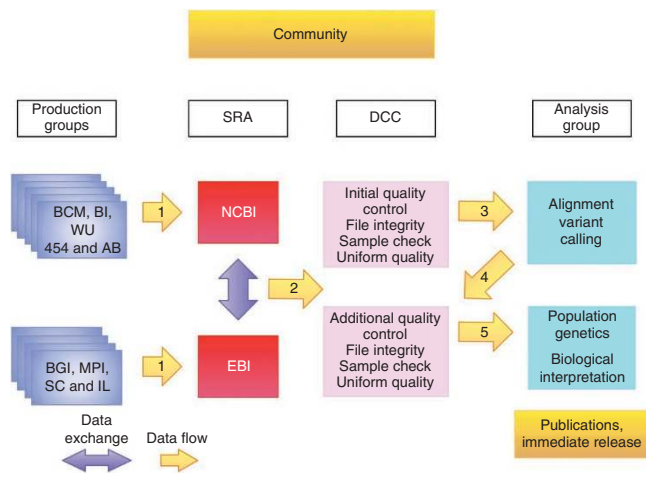 Community
Production
groups
SRA
DCC
Analysis
group
BCM, BI,
WU
454 and AB
1
NCBI
Initial quality
control
File integrity
Sample check
Uniform quality
3
Alignment
variant
calling
2
4
BGI, MPI,
SC and IL
1
EBI
Additional quality
control
File integrity
Sample check
Uniform quality
5
Population
genetics
Biological
interpretation
Data
exchange
Data flow
Publications,
immediate release